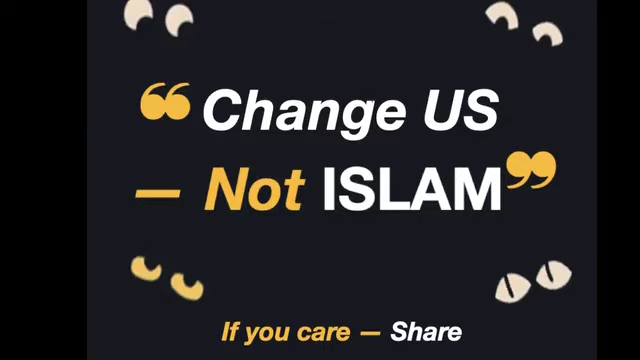 ❝ Change US
— Not ISLAM❞
If you care — Share